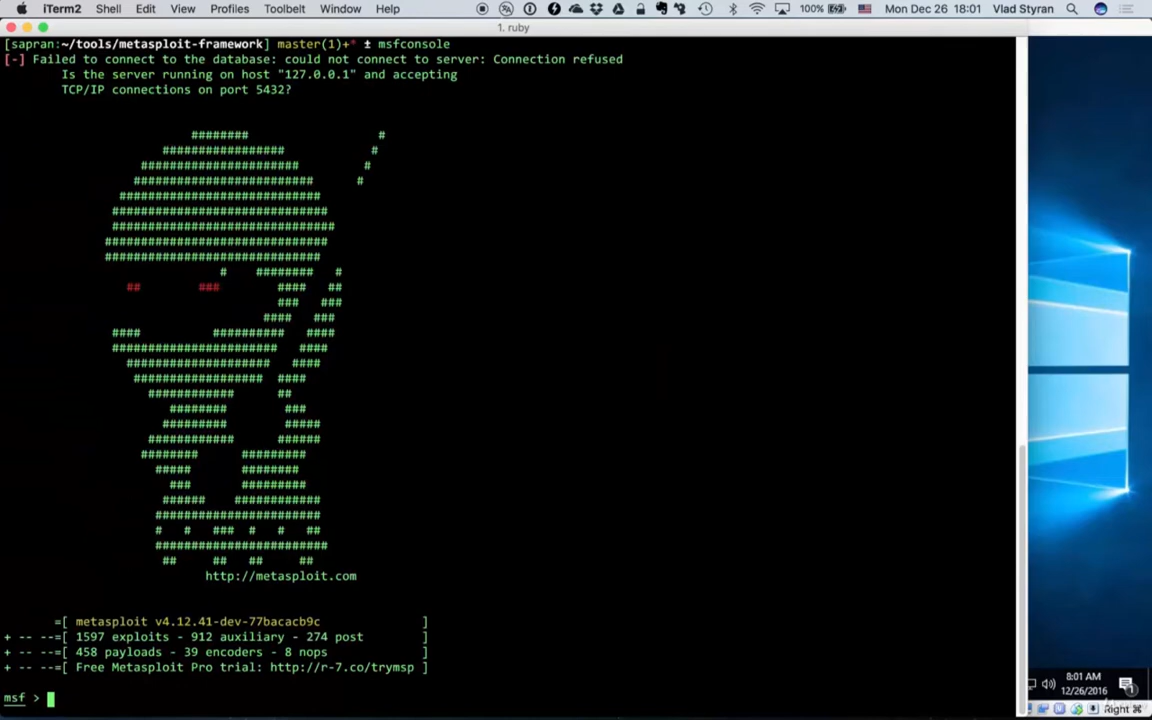 iTerm2 Shell Edit View Profiles Toolbelt Window Help 100% Mon Dec 26 18:01 Vlad Styran
1. ruby
[sapran:~/tools/metasploit-framework] master(1)+* ± msfconsole
[-] Failed to connect to the database: could not connect to server: Connection refused
Is the server running on host "127.0.0.1" and accepting
TCP/IP connections on port 5432?
http://metasploit.com
=[ metasploit v4.12.41-dev-77bacacb9c ]
+ -- --=[ 1597 exploits - 912 auxiliary - 274 post ]
+ -- --=[ 458 payloads - 39 encoders - 8 nops ]
+ -- --=[ Free Metasploit Pro trial: http://r-7.co/trymsp ]
msf >
8:01 AM
12/26/2016
Right ⌘